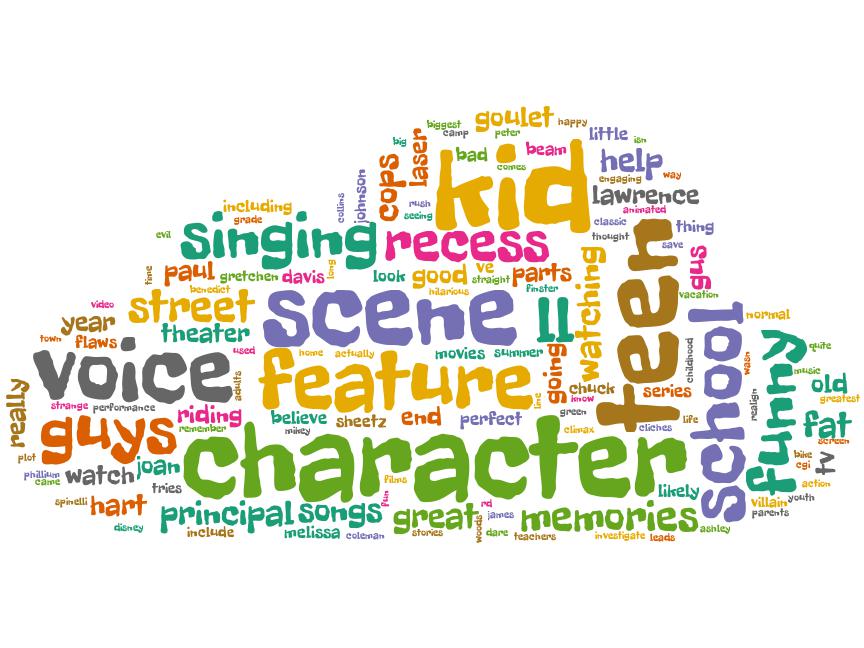 biggest
goulet
happy
camp
peter
little
isn
big
cops
laser
bad
comes
beam
kid
help
way
engaging
lawrence
animated
including
grade
collins
johnson
rush
seeing
classic
thing
evil
singing
recess
thought
teen
save
gus
time
paul
gretchen
davis
long
look
good
ve
straight
parts
hilarious
finster
watching
vacation
benedict
video
year
street
scene
ll
school
normal
town
flaws
theater
voice
used
home
actually
movies
summer
going
childhood
wasn
funny
quite
music
really
adults
feature
line
chuck
know
series
old
greatest
strange
performance
riding
remember
believe
mikey
sheetz
end
perfect
green
climax
cliches
life
realign
fat
screen
guys
character
plot
phillium
came
watch
joan
tries
films
likely
bike
cgi
tv
action
spinelli
hart
disney
principal
songs
fun
great
rd
james
memories
ashley
villain
youth
parents
include
melissa
coleman
stories
woods
dare
teachers
investigate
leads